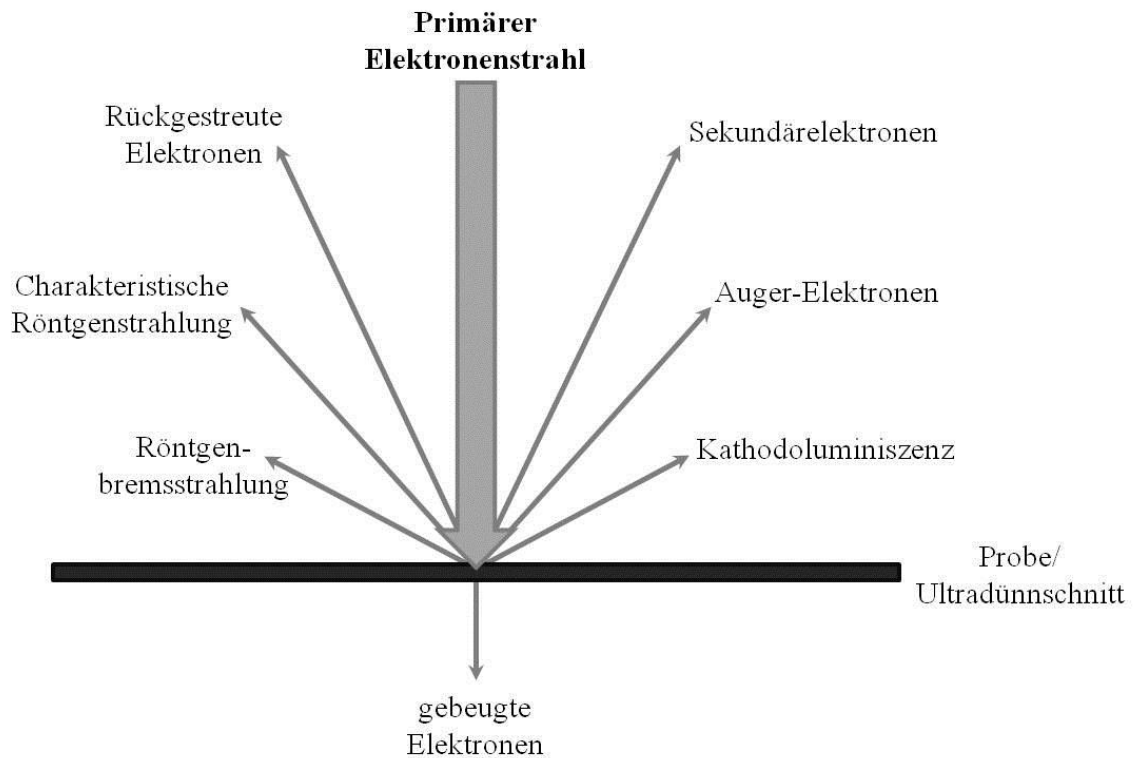 Primärer
Elektronenstrahl
Rückgestreute
Elektronen
Sekundärelektronen
Charakteristische
Röntgenstrahlung
Auger-Elektronen
Röntgen-
bremsstrahlung
Kathodoluminiszenz
Probe/
Ultradünnschnitt
gebeugte
Elektronen